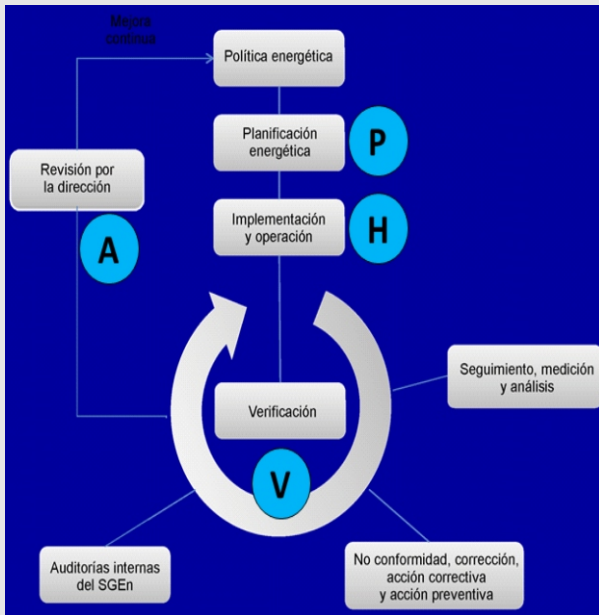 Mejora
continua
Política energética
Planificación
energética
P
Revisión por
la dirección
Implementación
y operación
H
A
Seguimiento, medición
y análisis
Verificación
V
Auditorías internas
del SGEn
No conformidad, corrección,
acción correctiva
y acción preventiva